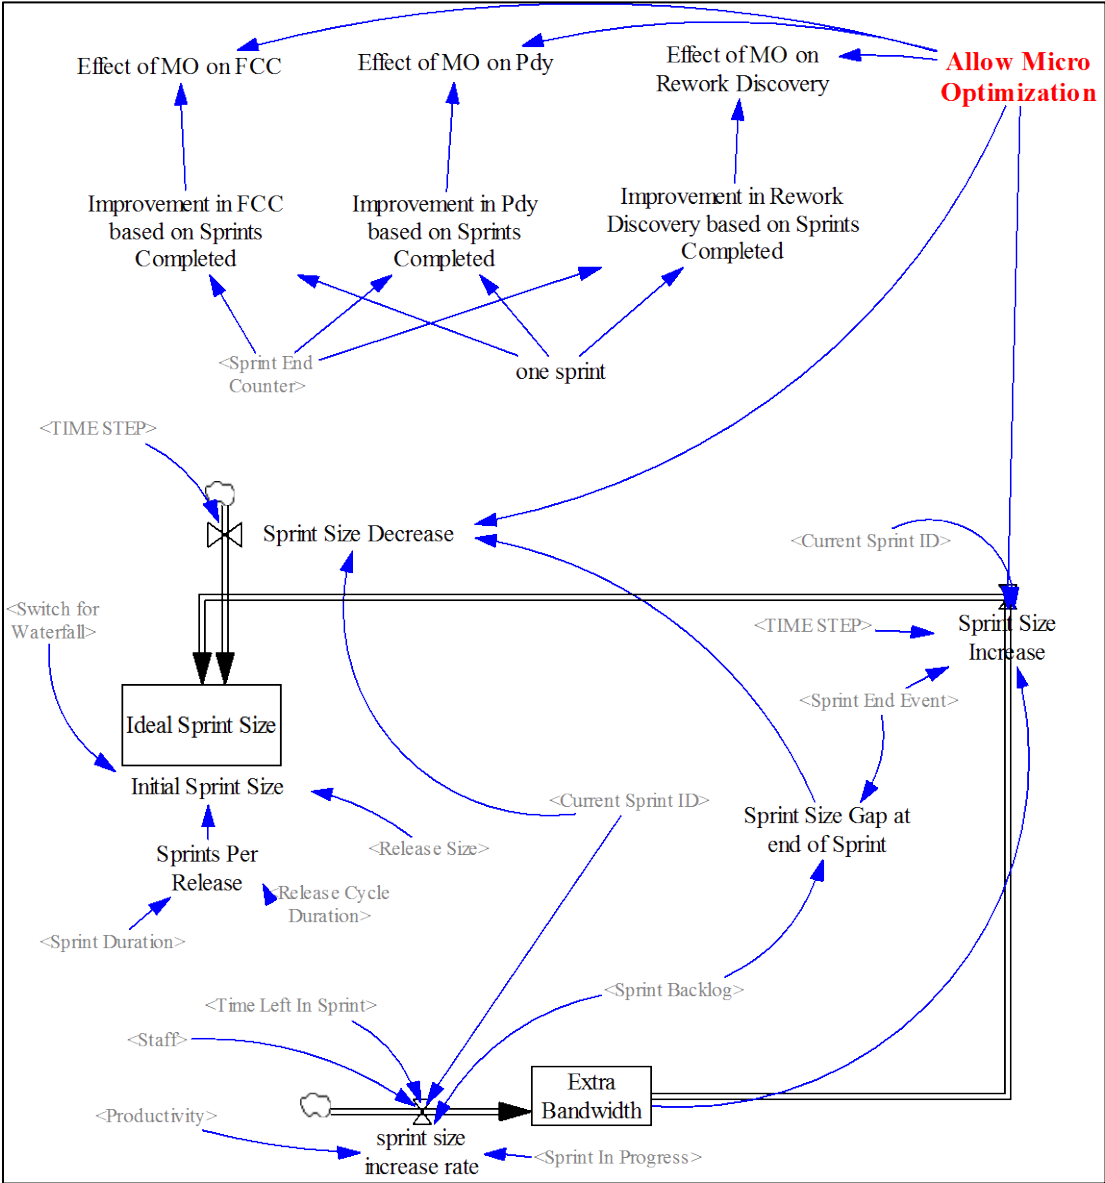 Effect of MO on FCC
Effect of MO on Pdy
Effect of MO on
Rework Discovery
Allow Micro
Optimization
Improvement in FCC
based on Sprints
Completed
Improvement in Pdy
based on Sprints
Completed
Improvement in Rework
Discovery based on Sprints
Completed
<Sprint End
Counter>
one sprint
<TIME STEP>
Sprint Size Decrease
<Current Sprint ID>
<Switch for
Waterfall>
<TIME STEP>
Sprint Size
Increase
<Sprint End Event>
Ideal Sprint Size
Initial Sprint Size
<Current Sprint ID>
Sprint Size Gap at
end of Sprint
<Release Size>
Sprints Per
Release
<Release Cycle
Duration>
<Sprint Duration>
<Sprint Backlog>
<Time Left In Sprint>
<Staff>
Extra
Bandwidth
<Productivity>
sprint size
increase rate
<Sprint In Progress>